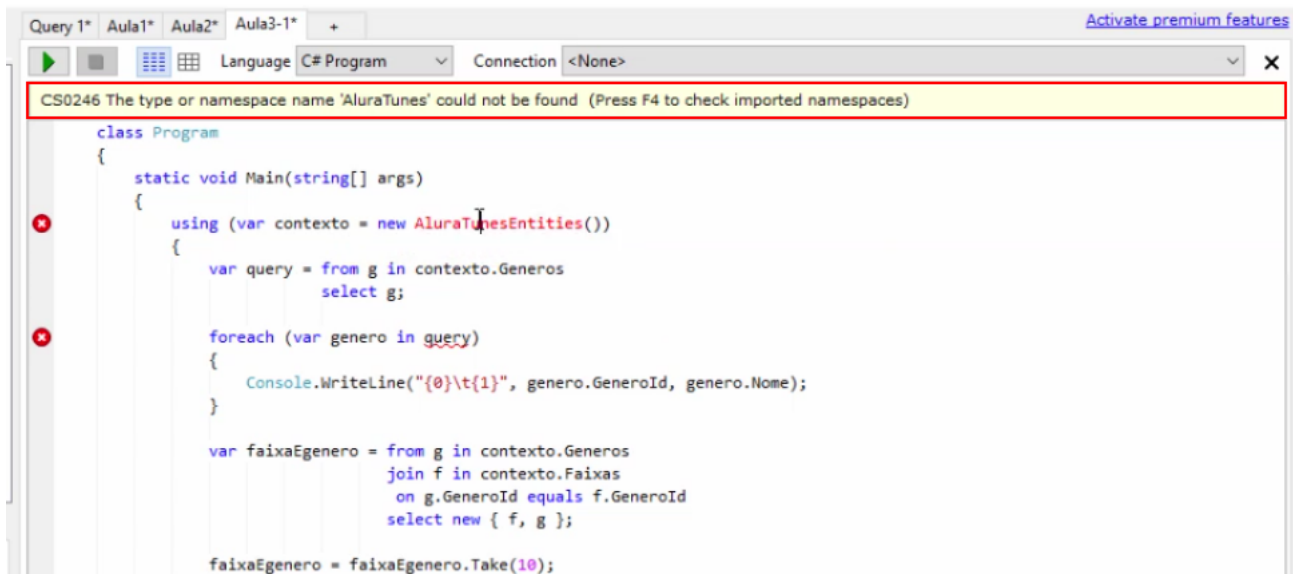 Query 1* Aula1* Aula2* Aula3-1* +
Activate premium features
Language C# Program Connection <None>
CS0246 The type or namespace name 'AluraTunes' could not be found (Press F4 to check imported namespaces)
class Program
{
static void Main(string[] args)
{
using (var contexto = new AluraTunesEntities())
{
var query = from g in contexto.Generos
select g;
foreach (var genero in query)
{
Console.WriteLine("{0}\t{1}", genero.GeneroId, genero.Nome);
}
var faixaEgenero = from g in contexto.Generos
join f in contexto.Faixas
on g.GeneroId equals f.GeneroId
select new { f, g };
faixaEgenero = faixaEgenero.Take(10);